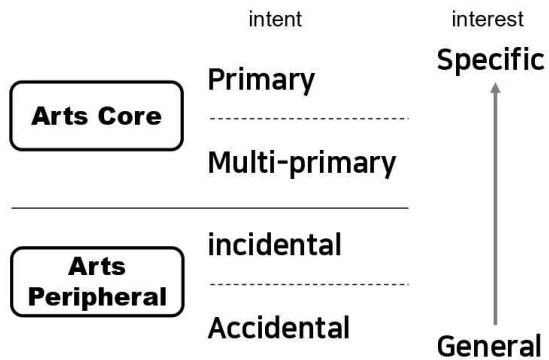 intent
interest
Specific
Primary
Arts Core
Multi-primary
incidental
Arts
Peripheral
Accidental
General